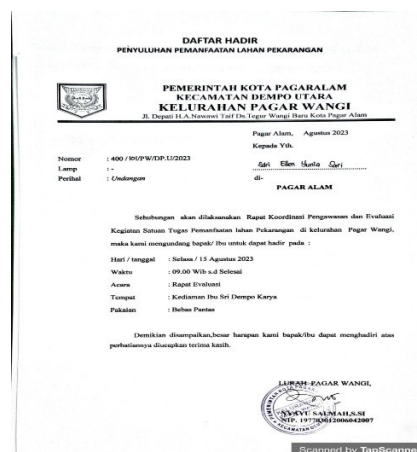 DAFTAR HADIR
PENYULUHAN PEMANFAATAN LAHAN PEKARANGAN
PEMERINTAH KOTA PAGARALAM
KECAMATAN DEMPO UTARA
KELURAHAN PAGAR WANGI
Jl. Depati H.A.Nawawi Taif Dn.Tegur Wangi Baru Kota Pagar Alam
Pagar Alam, Agustus 2023
Kepada Yth.
Nomor : 400 /101/PW/DP.U/2023
Lamp : -
Perihal : Undangan
di-
PAGAR ALAM
Sehubungan akan dilaksanakan Rapat Koordinasi Pengawasan dan Evaluasi
Kegiatan Satuan Tugas Pemanfaatan lahan Pekarangan di kelurahan Pagar Wangi,
maka kami mengundang bapak/ Ibu untuk dapat hadir pada :
Hari / tanggal : Selasa / 15 Agustus 2023
Waktu : 09.00 Wib s.d Selesai
Acara : Rapat Evaluasi
Tempat : Kediaman Ibu Sri Dempo Karya
Pakaian : Bebas Pantas
Demikian disampaikan,besar harapan kami bapak/ibu dapat menghadiri atas
perhatiannya diucapkan terima kasih.
LURAH PAGAR WANGI,
SALMAH,S.SI
Scanned by TapScanner